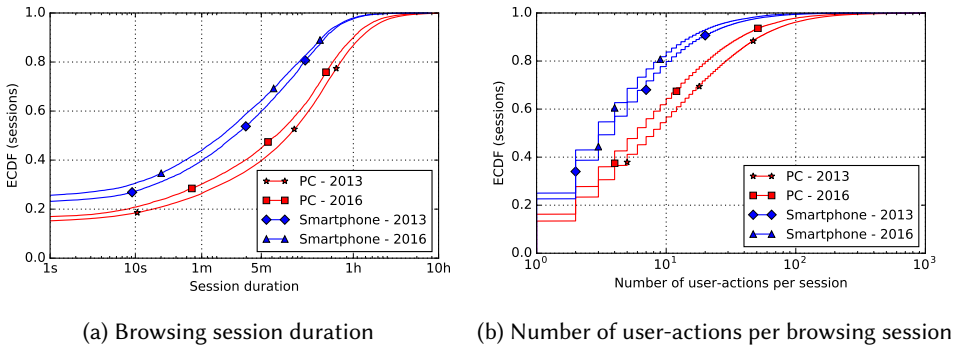 1.0
0.8
0.6
0.4
0.2
0.0
ECDF (sessions)
1s 10s 1m 5m 1h 10h
Session duration
PC - 2013
PC - 2016
Smartphone - 2013
Smartphone - 2016
(a) Browsing session duration
1.0
0.8
0.6
0.4
0.2
0.0
ECDF (sessions)
10^0 10^1 10^2 10^3
Number of user-actions per session
PC - 2013
PC - 2016
Smartphone - 2013
Smartphone - 2016
(b) Number of user-actions per browsing session